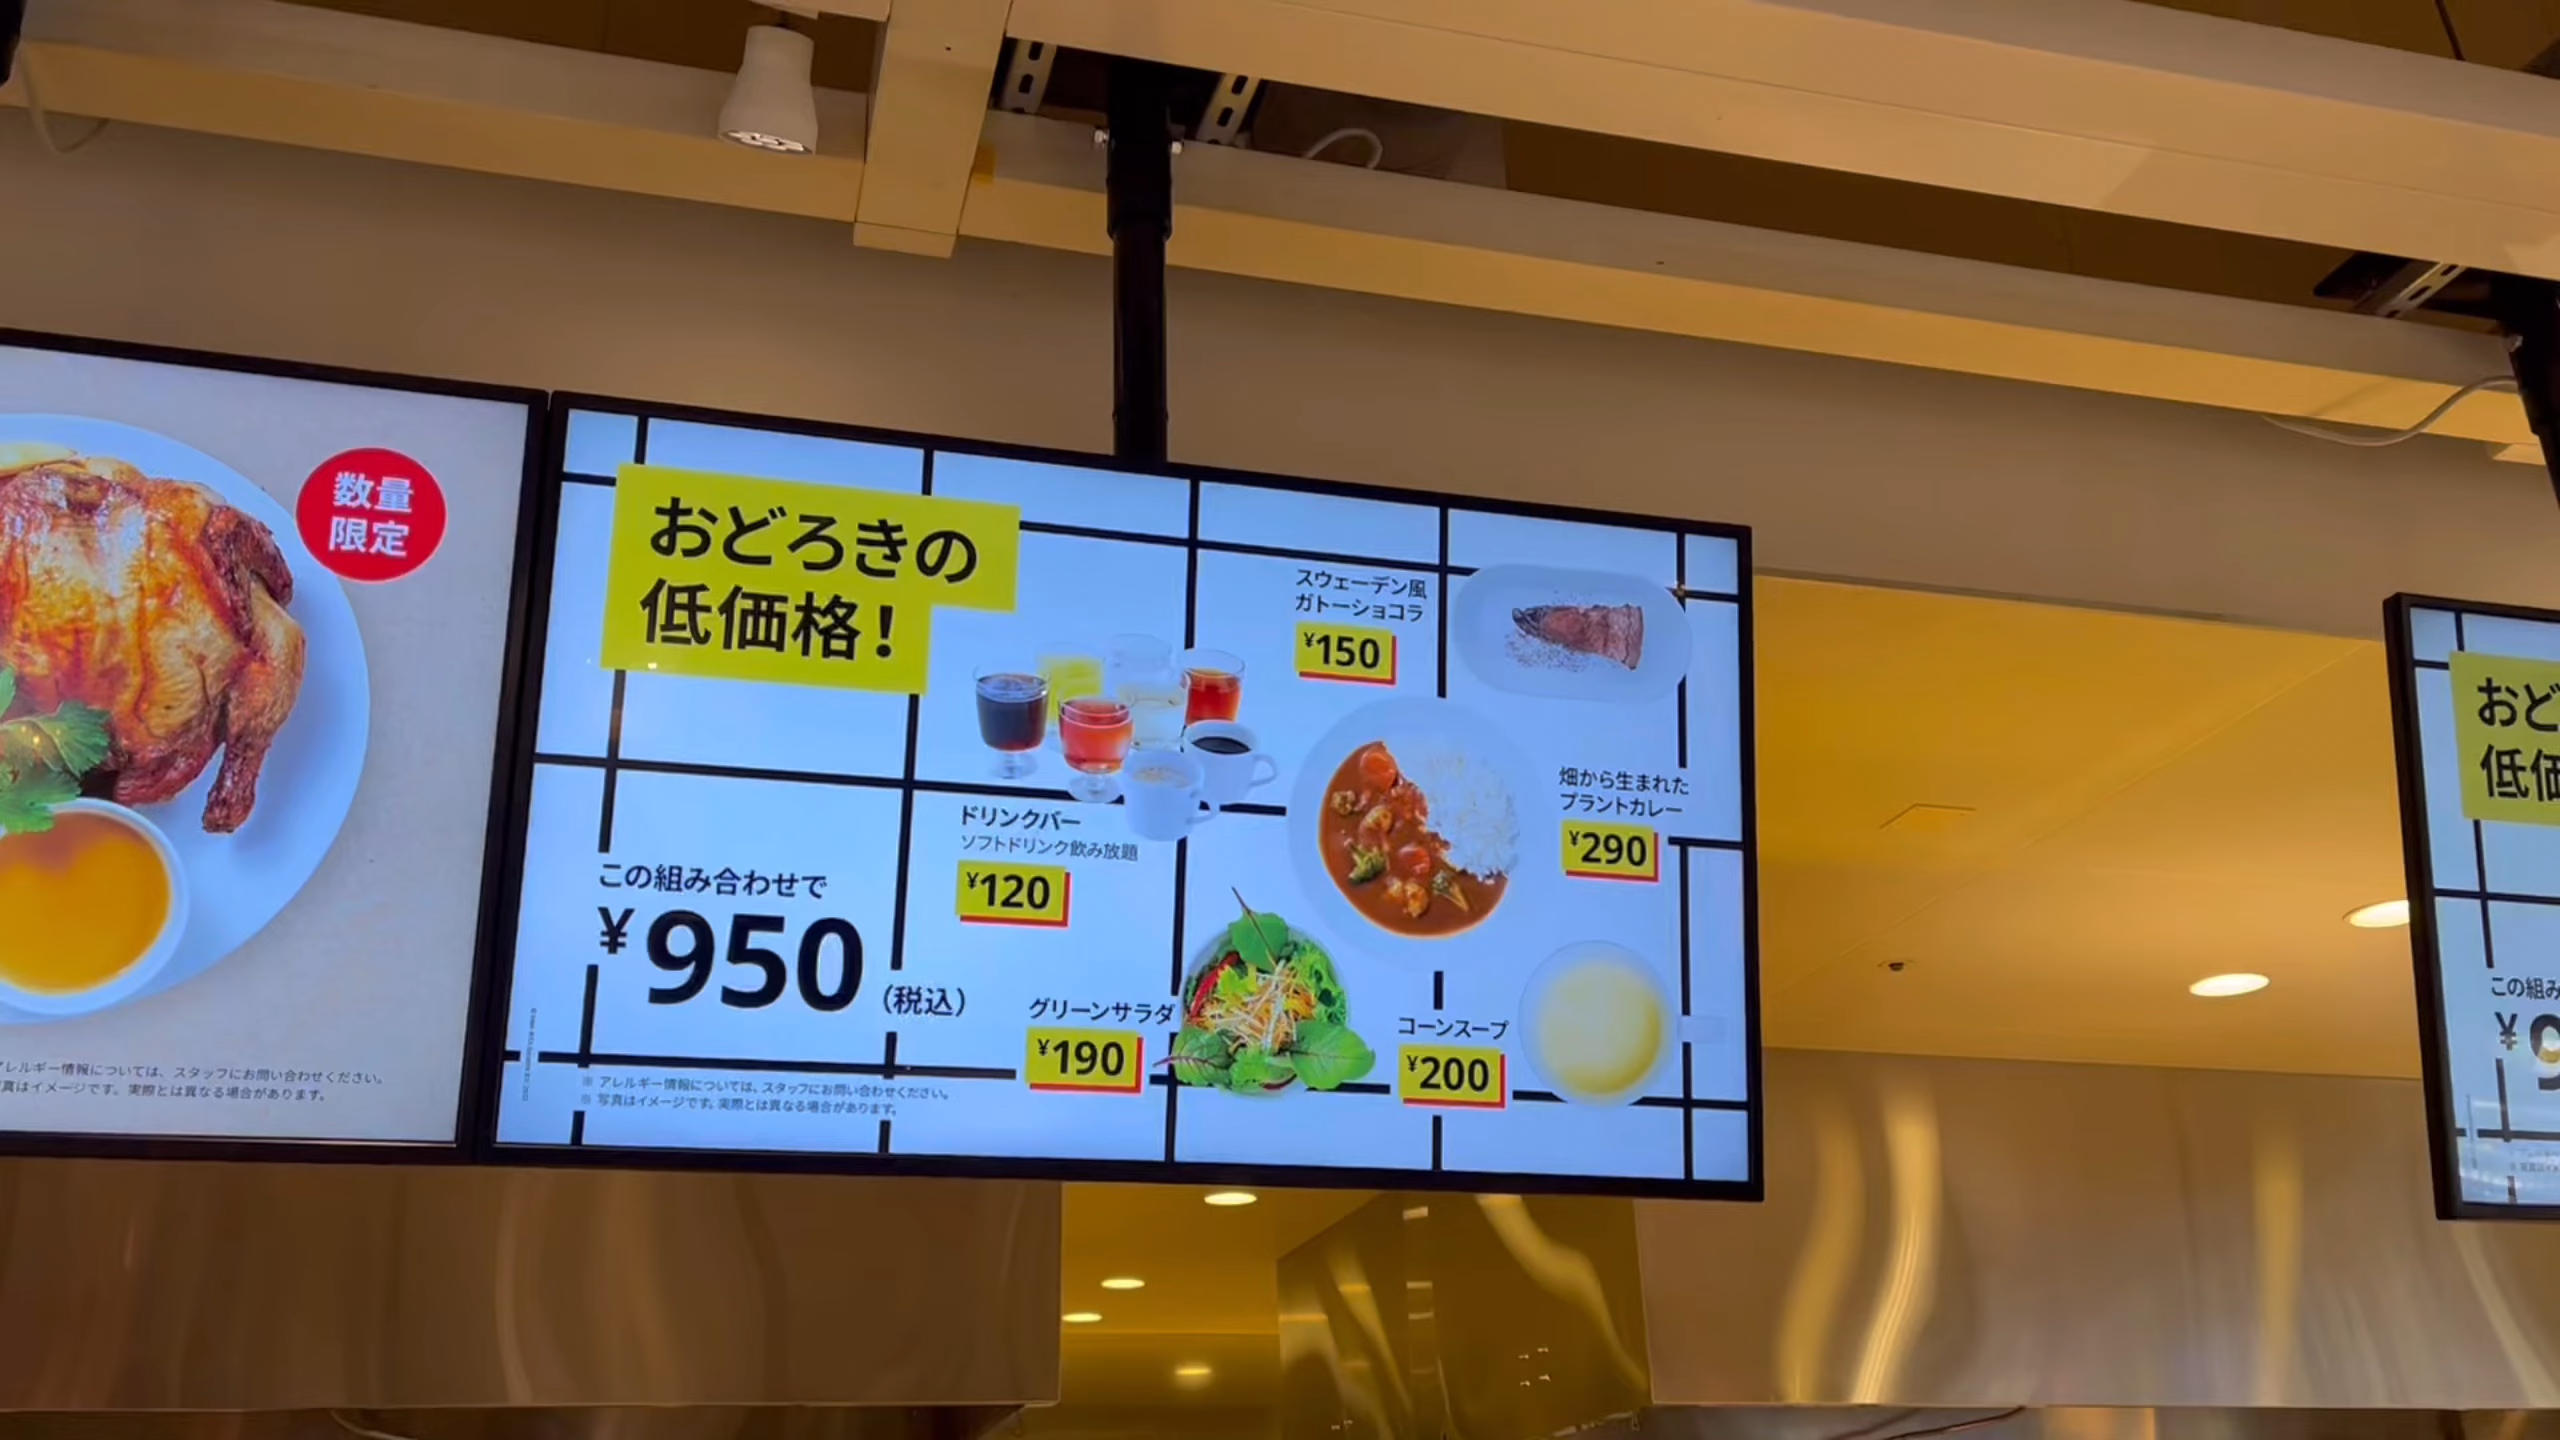 数量
限定
アレルギー情報については、スタッフにお問い合わせください。
真はイメージです。実際とは異なる場合があります。
おどろきの
低価格！
スウェーデン風
ガトーショコラ
¥150
畑から生まれた
プラントカレー
¥290
ドリンクバー
ソフトドリンク飲み放題
¥120
この組み合わせで
¥950（税込）
グリーンサラダ
¥190
コーンスープ
¥200
※ アレルギー情報については、スタッフにお問い合わせください。
※ 写真はイメージです。実際とは異なる場合があります。
おど
低価
この組み
¥9